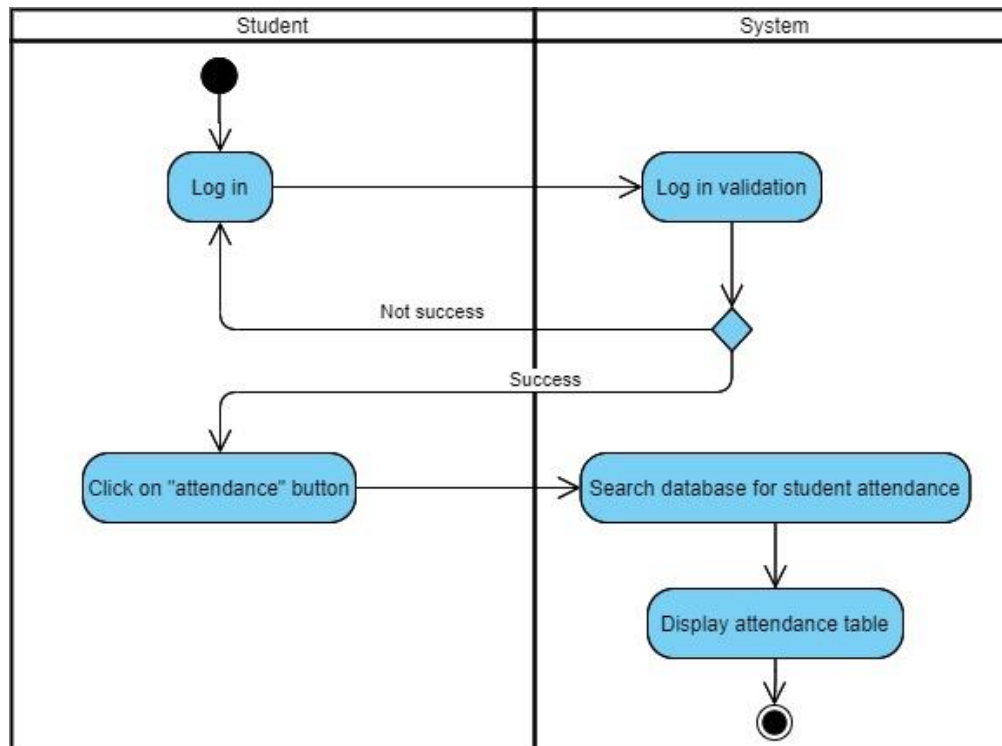 Student
System
Log in
Log in validation
Not success
Success
Click on "attendance" button
Search database for student attendance
Display attendance table